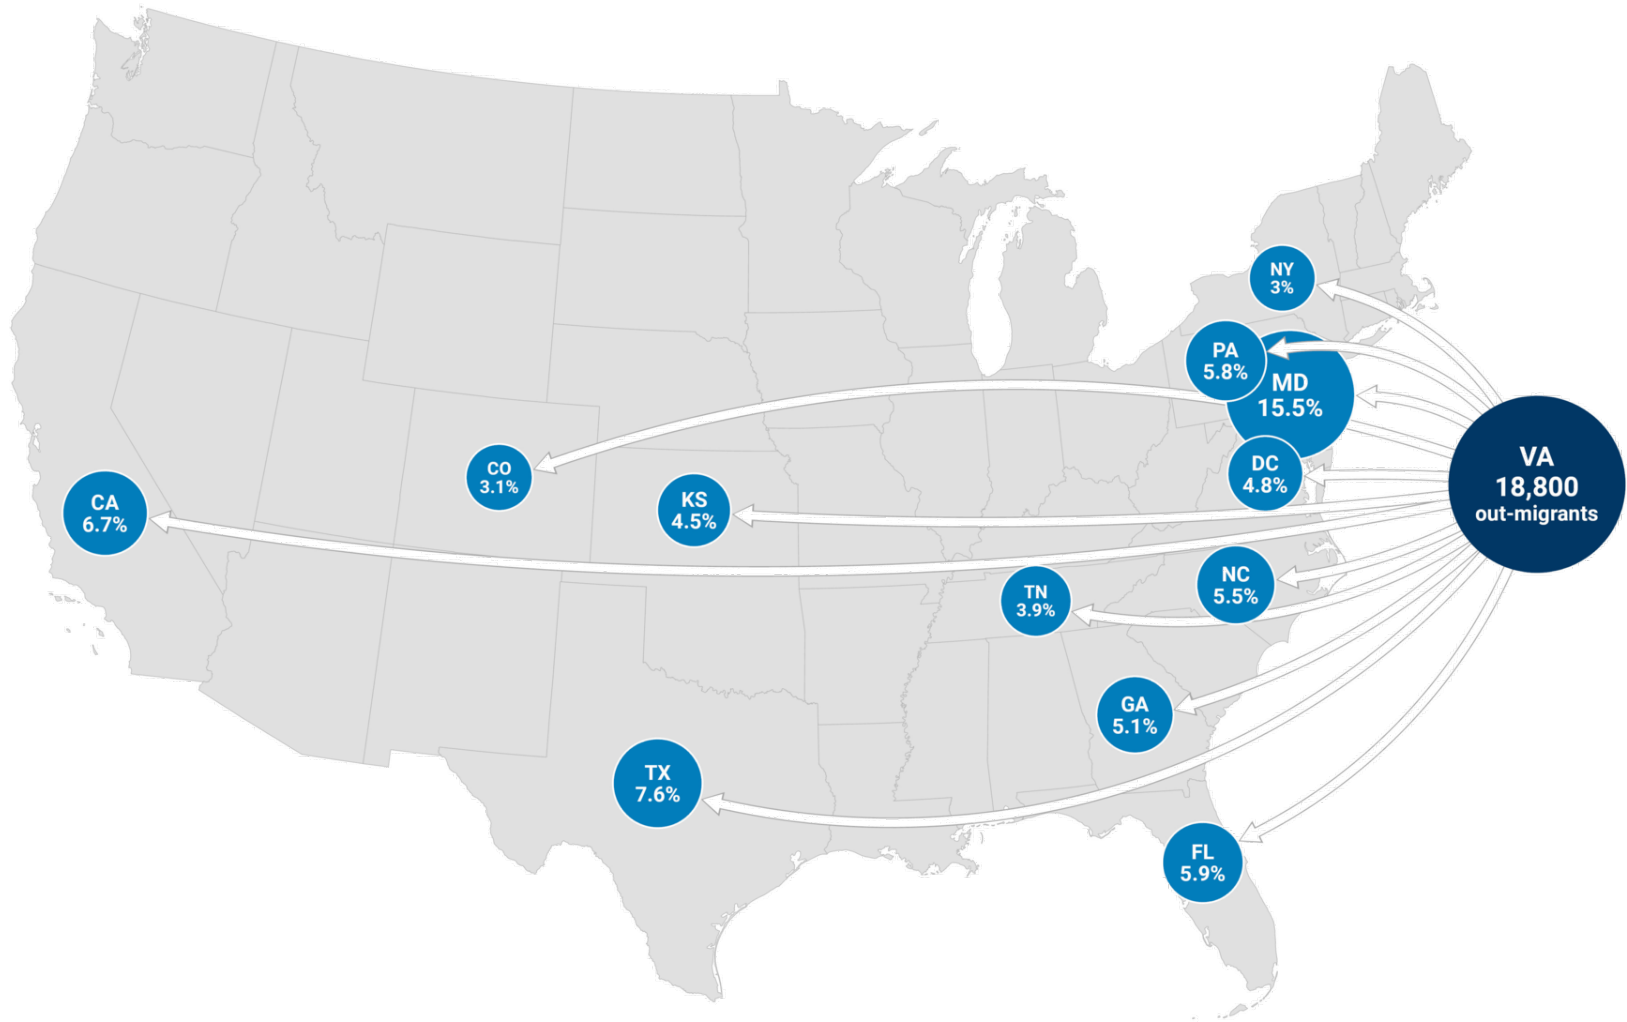 NY
3%
PA
5.8%
MD
15.5%
VA
18,800
out-migrants
DC
4.8%
CO
3.1%
KS
4.5%
CA
6.7%
NC
5.5%
TN
3.9%
GA
5.1%
TX
7.6%
FL
5.9%